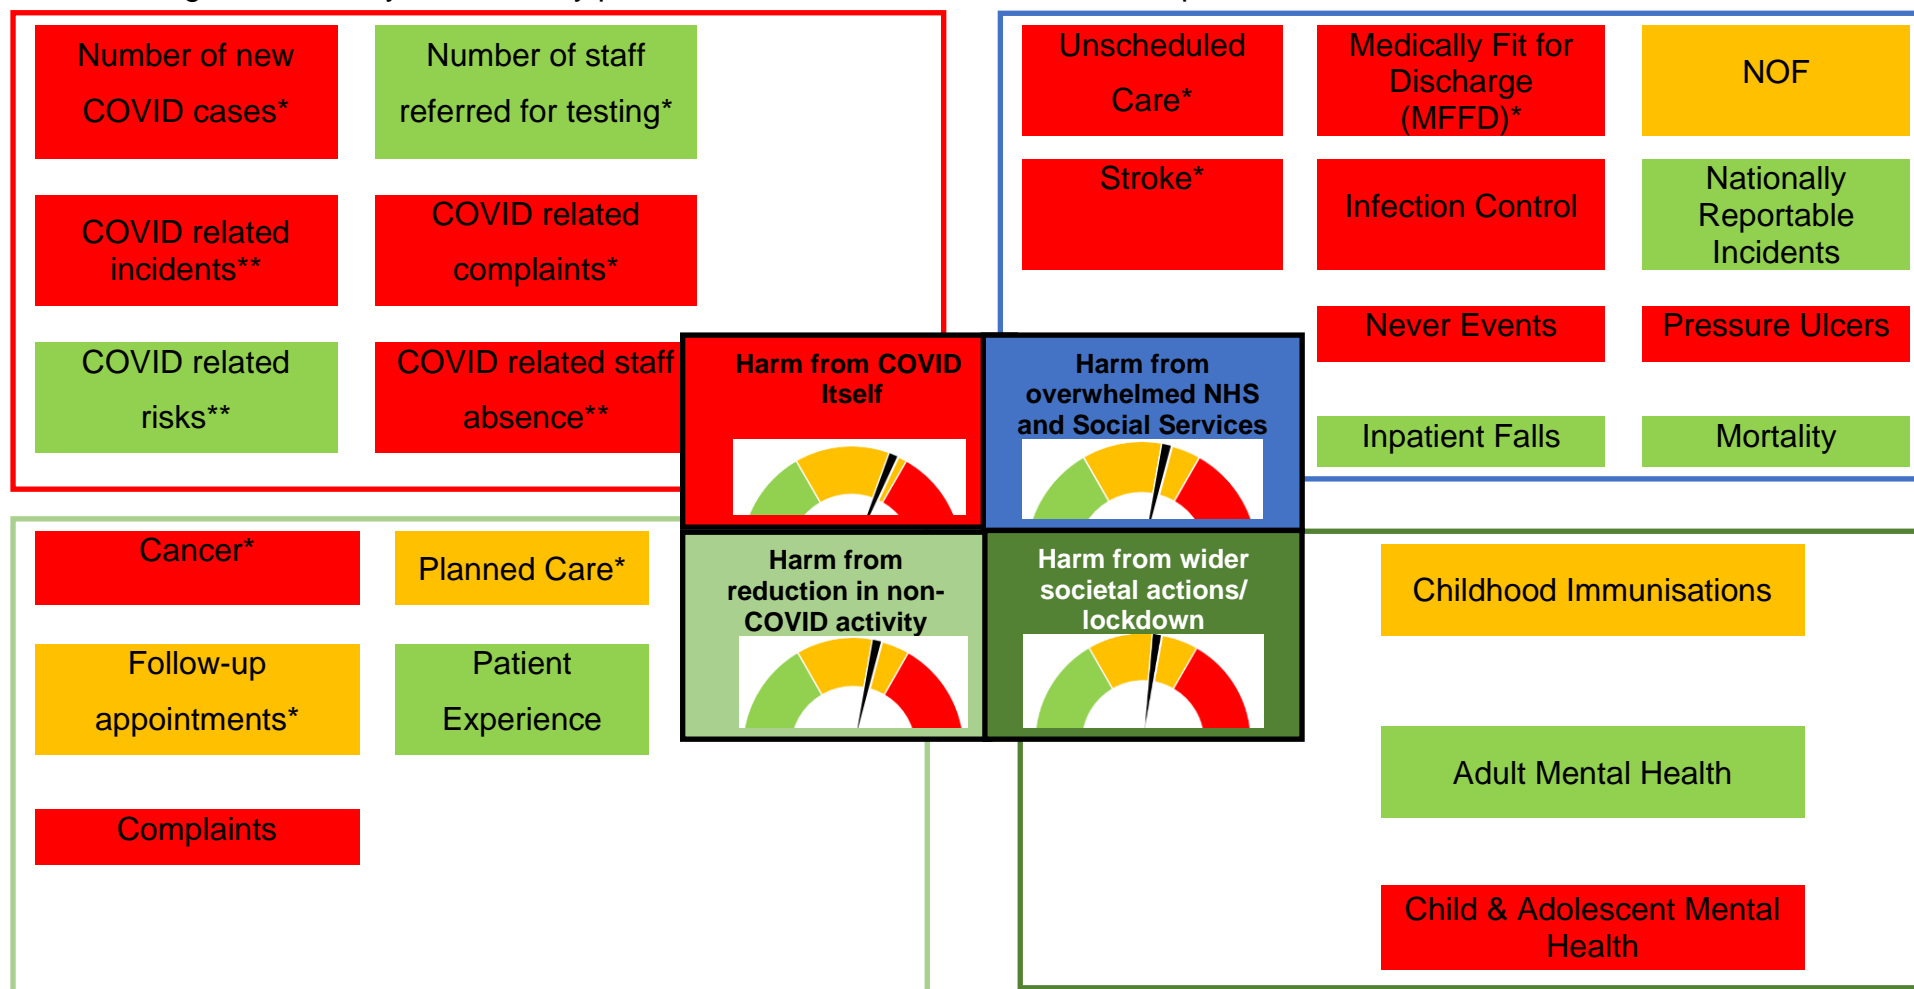 Number of new
COVID cases*
Number of staff
referred for testing*
COVID related
incidents**
COVID related
complaints*
COVID related
risks**
COVID related staff
absence**
Unscheduled
Care*
Medically Fit for
Discharge
(MFFD)*
NOF
Stroke*
Infection Control
Nationally
Reportable
Incidents
Never Events
Pressure Ulcers
Inpatient Falls
Mortality
Harm from COVID
Itself
Harm from
overwhelmed NHS
and Social Services
Harm from
reduction in non-
COVID activity
Harm from wider
societal actions/
lockdown
Cancer*
Planned Care*
Follow-up
appointments*
Patient
Experience
Complaints
Childhood Immunisations
Adult Mental Health
Child & Adolescent Mental
Health